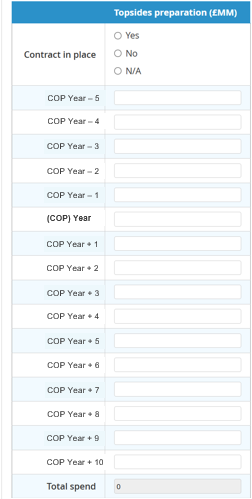 Topsides preparation (£MM)
Contract in place
Yes
No
N/A
COP Year – 5
COP Year – 4
COP Year – 3
COP Year – 2
COP Year – 1
(COP) Year
COP Year + 1
COP Year + 2
COP Year + 3
COP Year + 4
COP Year + 5
COP Year + 6
COP Year + 7
COP Year + 8
COP Year + 9
COP Year + 10
Total spend 0